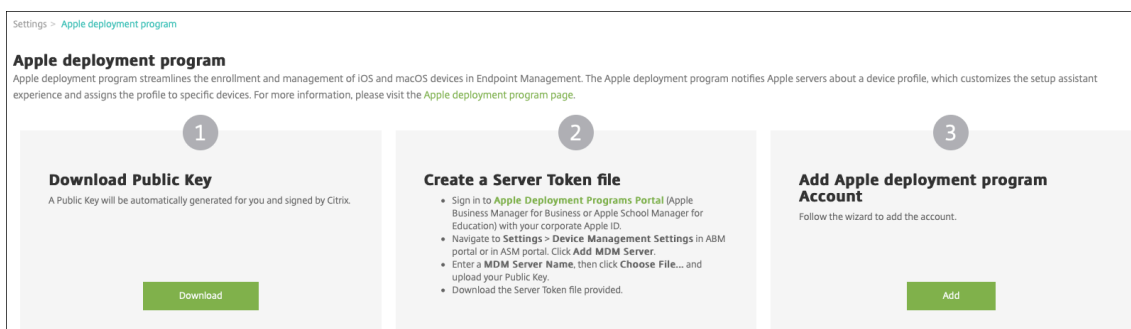 Settings > Apple deployment program
Apple deployment program
Apple deployment program streamlines the enrollment and management of iOS and macOS devices in Endpoint Management. The Apple deployment program notifies Apple servers about a device profile, which customizes the setup assistant
experience and assigns the profile to specific devices. For more information, please visit the Apple deployment program page.
1
Download Public Key
A Public Key will be automatically generated for you and signed by Citrix.
Download
2
Create a Server Token file
• Sign in to Apple Deployment Programs Portal (Apple
Business Manager for Business or Apple School Manager for
Education) with your corporate Apple ID.
• Navigate to Settings > Device Management Settings in ABM
portal or in ASM portal. Click Add MDM Server.
• Enter a MDM Server Name, then click Choose File... and
upload your Public Key.
• Download the Server Token file provided.
3
Add Apple deployment program
Account
Follow the wizard to add the account.
Add